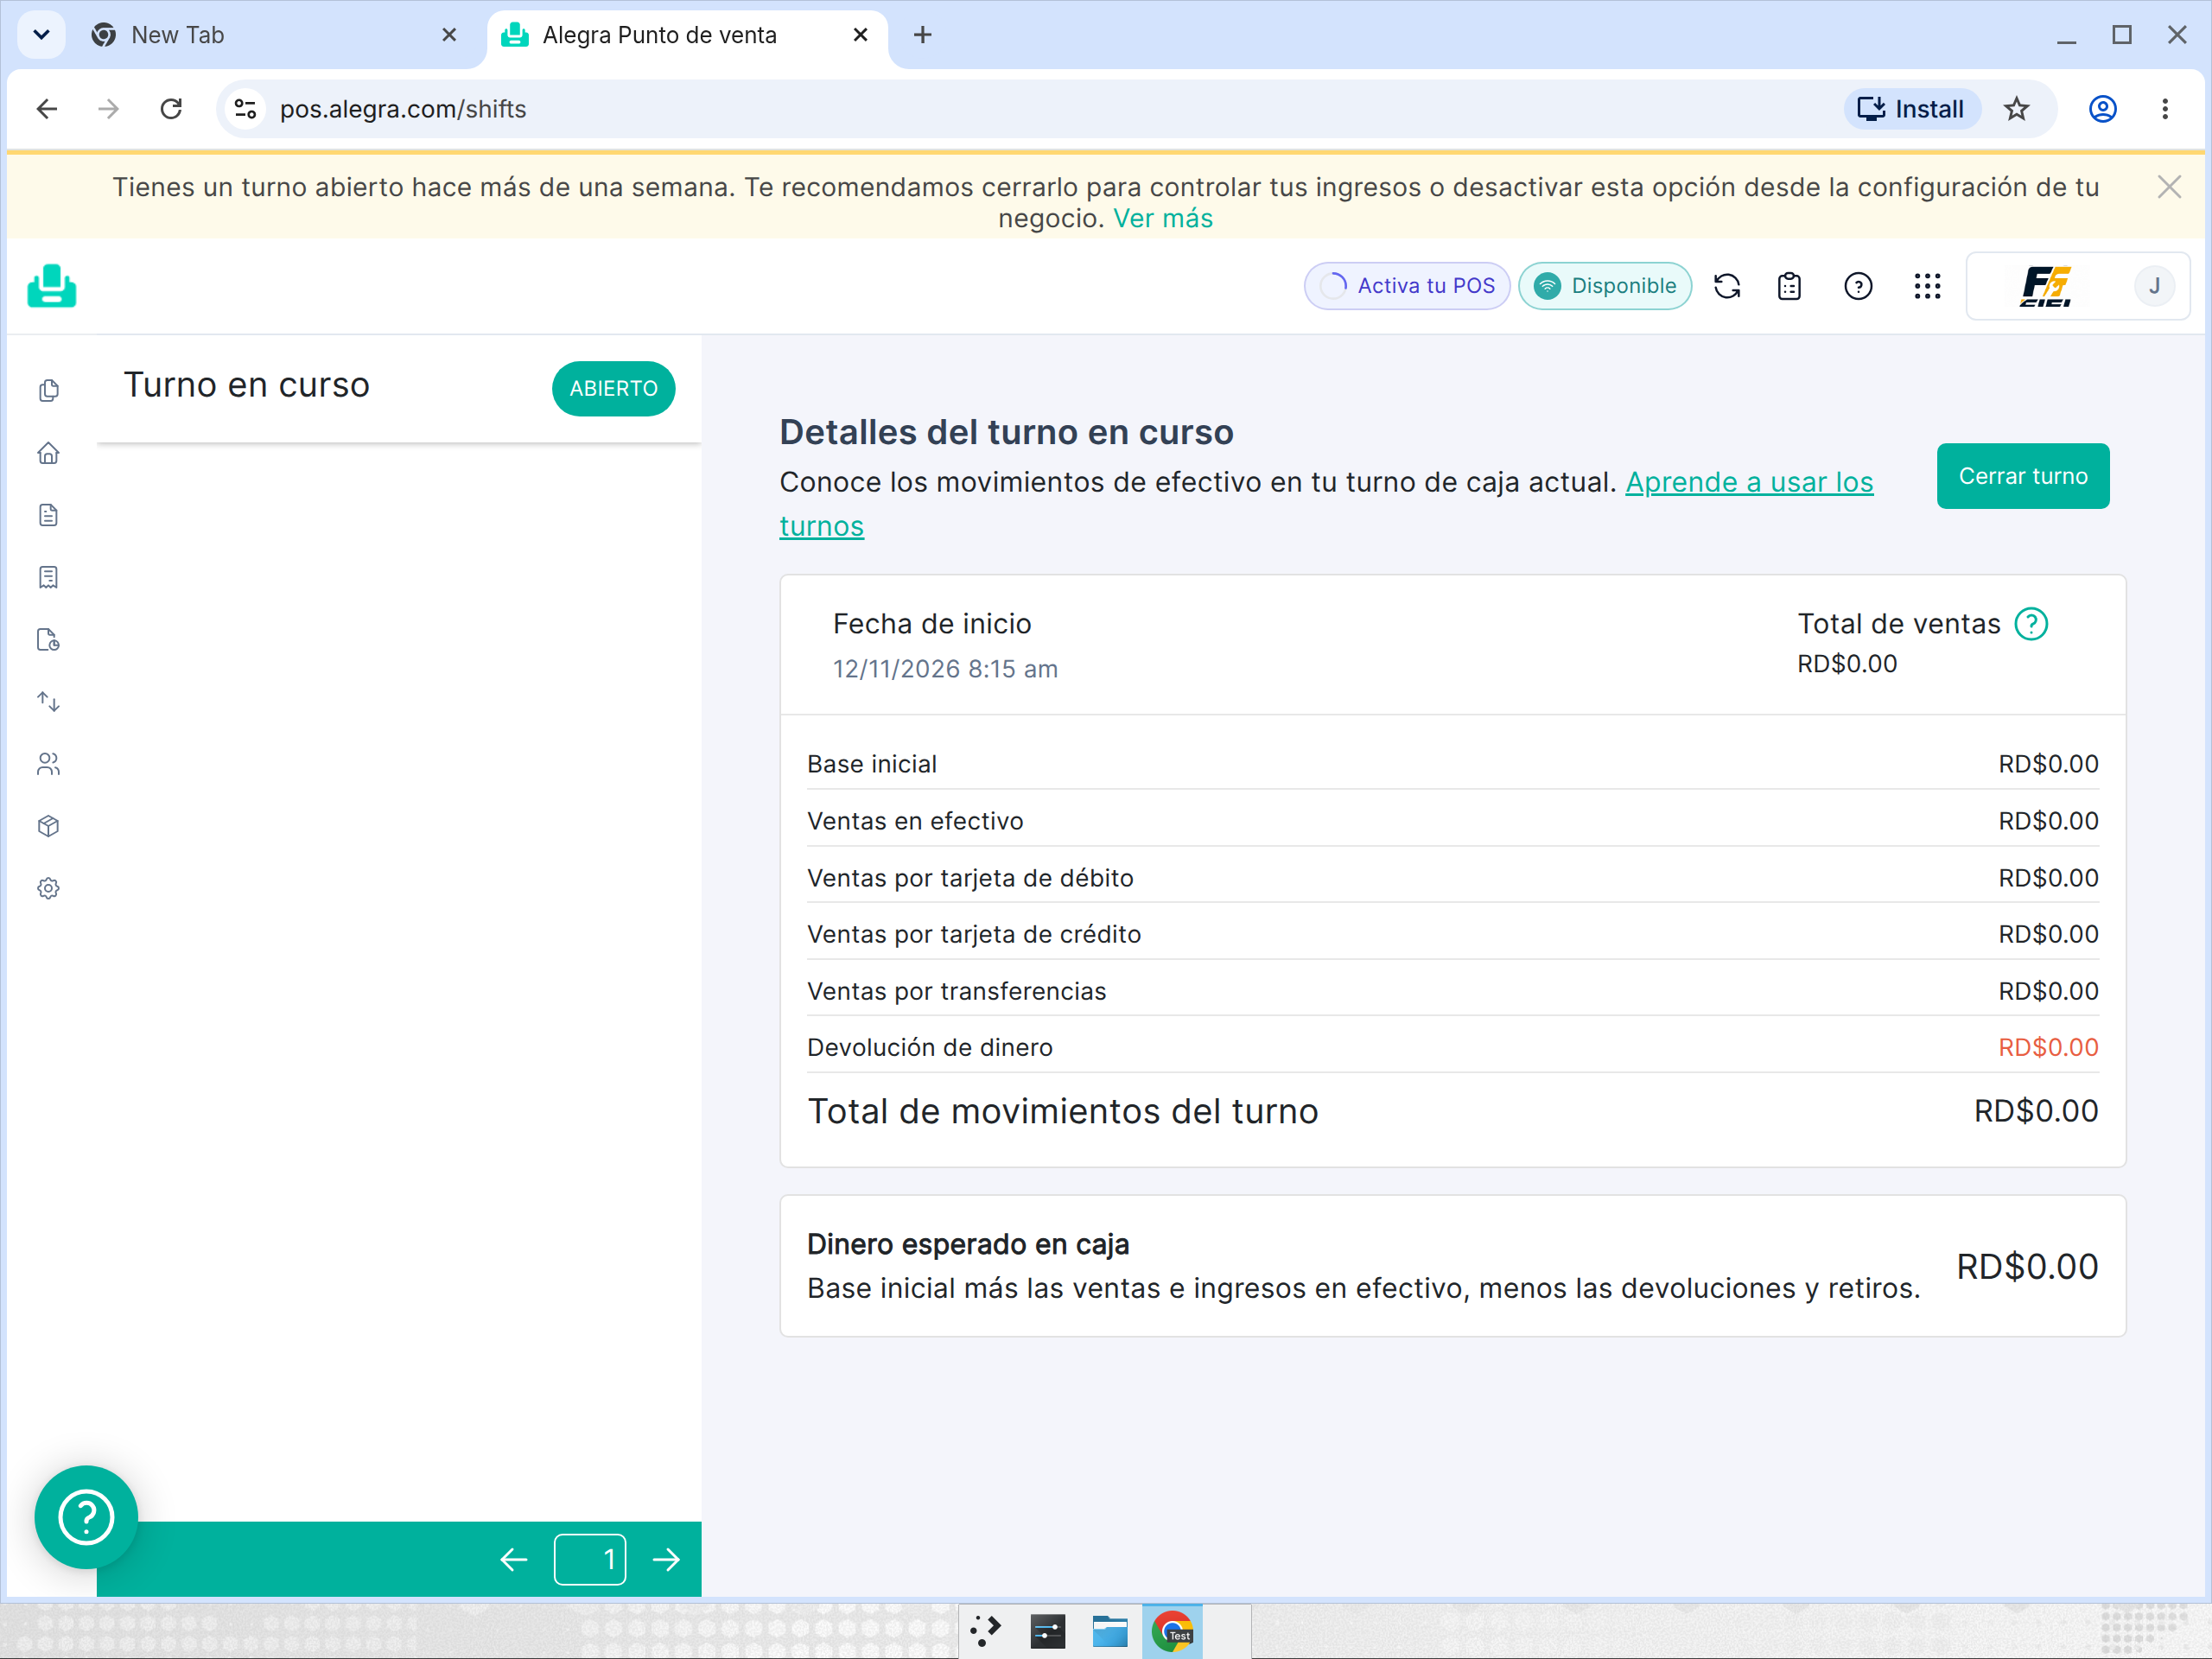 New Tab
Alegra Punto de venta
pos.alegra.com/shifts
Install
Tienes un turno abierto hace más de una semana. Te recomendamos cerrarlo para controlar tus ingresos o desactivar esta opción desde la configuración de tu
negocio. Ver más
Activa tu POS
Disponible
J
Turno en curso
ABIERTO
Detalles del turno en curso
Conoce los movimientos de efectivo en tu turno de caja actual. Aprende a usar los
turnos
Cerrar turno
Fecha de inicio
12/11/2026 8:15 am
Total de ventas
RD$0.00
Base inicial RD$0.00
Ventas en efectivo RD$0.00
Ventas por tarjeta de débito RD$0.00
Ventas por tarjeta de crédito RD$0.00
Ventas por transferencias RD$0.00
Devolución de dinero RD$0.00
Total de movimientos del turno RD$0.00
Dinero esperado en caja
Base inicial más las ventas e ingresos en efectivo, menos las devoluciones y retiros.
RD$0.00
1
Test